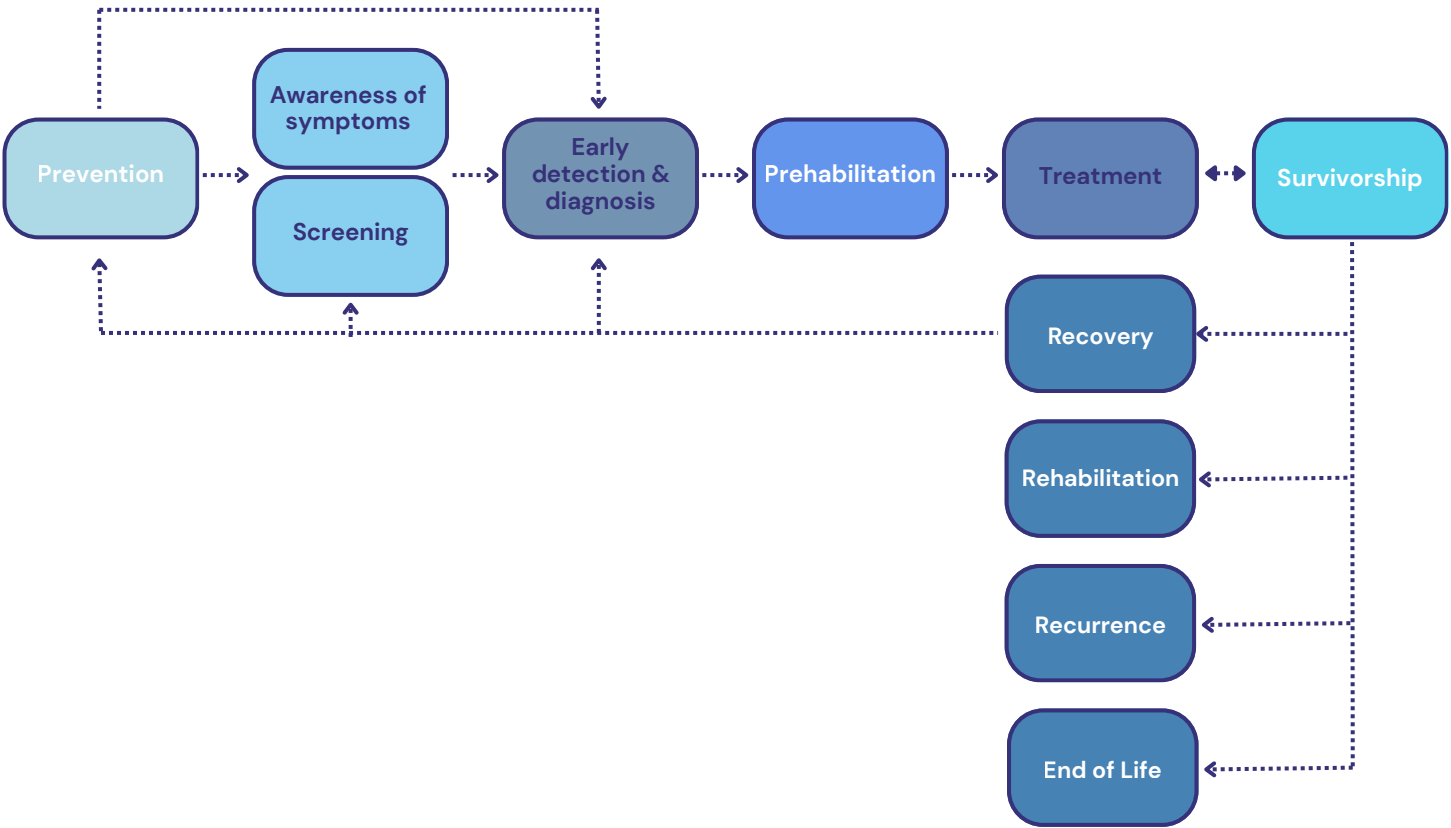 Prevention
Awareness of
symptoms
Screening
Early
detection &
diagnosis
Prehabilitation
Treatment
Survivorship
Recovery
Rehabilitation
Recurrence
End of Life